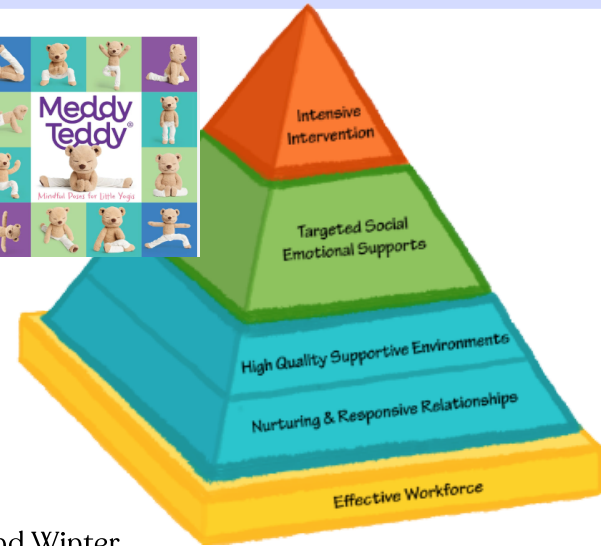 Meddy
Teddy®
Mindful Poses for Little Yogis
Intensive
Intervention
Targeted Social
Emotional Supports
High Quality Supportive Environments
Nurturing & Responsive Relationships
Effective Workforce
Winter